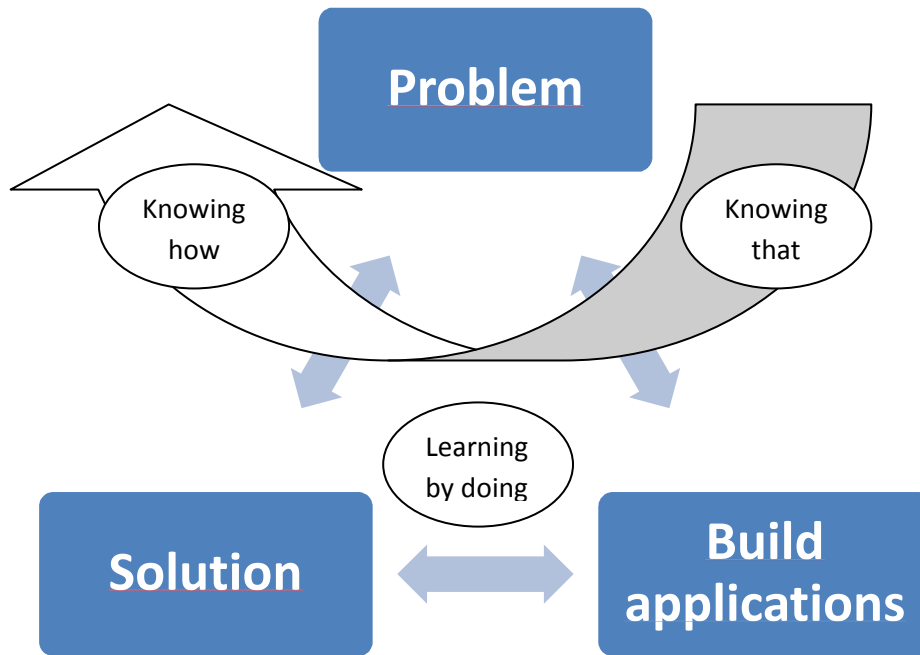 Problem
Knowing
how
Knowing
that
Learning
by doing
Solution
Build
applications